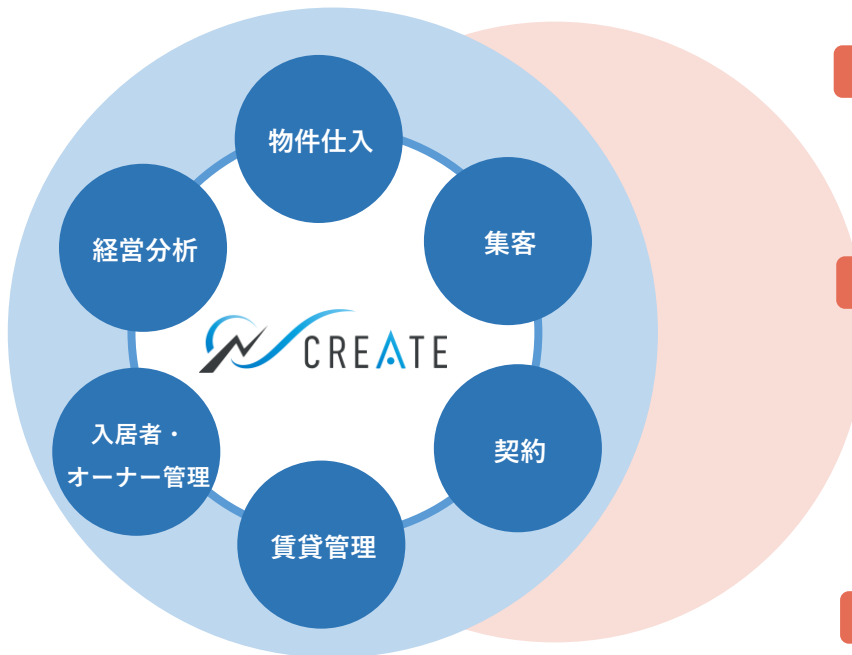 物件仕入
集客
契約
賃貸管理
入居者・
オーナー管理
経営分析
CREATE